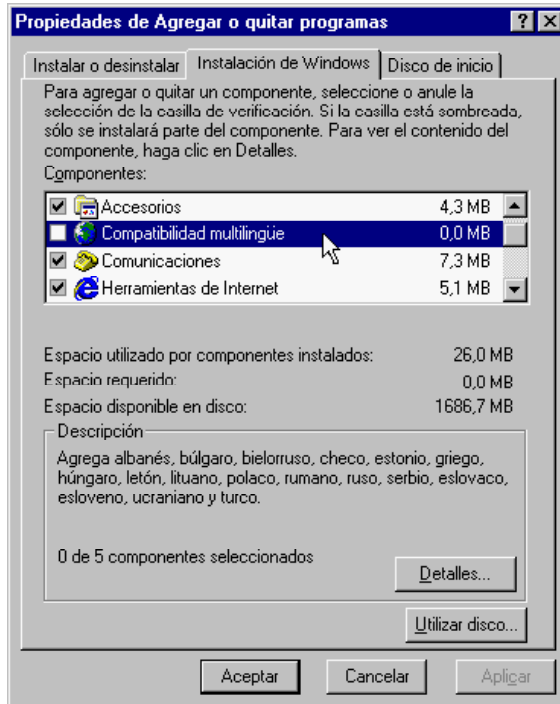 Propiedades de Agregar o quitar programas
Instalar o desinstalar Instalación de Windows Disco de inicio
Para agregar o quitar un componente, seleccione o anule la
selección de la casilla de verificación. Si la casilla está sombreada,
sólo se instalará parte del componente. Para ver el contenido del
componente, haga clic en Detalles.
Componentes:
Accesorios 4,3 MB
Compatibilidad multilingüe 0,0 MB
Comunicaciones 7,3 MB
Herramientas de Internet 5,1 MB
Espacio utilizado por componentes instalados: 26,0 MB
Espacio requerido: 0,0 MB
Espacio disponible en disco: 1686,7 MB
Descripción
Agrega albanés, búlgaro, bielorruso, checo, estonio, griego,
húngaro, letón, lituano, polaco, rumano, ruso, serbio, eslovaco,
esloveno, ucraniano y turco.
0 de 5 componentes seleccionados
Detalles...
Utilizar disco...
Aceptar Cancelar Aplicar